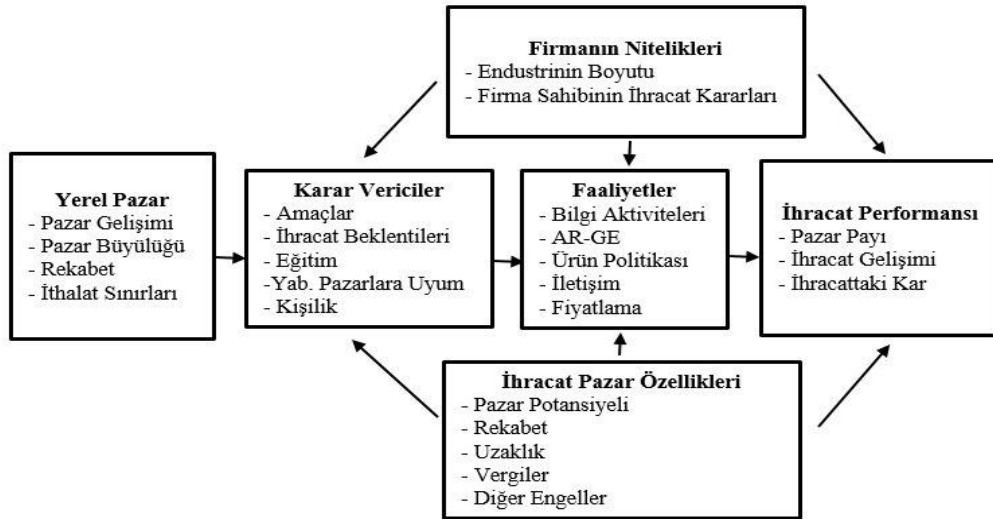 Firmanın Nitelikleri
- Endustrinin Boyutu
- Firma Sahibinin İhracat Kararları
Yerel Pazar
- Pazar Gelişimi
- Pazar Büyülüğü
- Rekabet
- İthalat Sınırları
Karar Vericiler
- Amaçlar
- İhracat Beklentileri
- Eğitim
-Yab. Pazarlara Uyum
- Kişilik
Faaliyetler
- Bilgi Aktiviteleri
- AR-GE
- Ürün Politikası
- İletişim
- Fiyatlama
İhracat Performansı
- Pazar Payı
- İhracat Gelişimi
- İhracattaki Kar
İhracat Pazar Özellikleri
- Pazar Potansiyeli
- Rekabet
- Uzaklık
- Vergiler
- Diğer Engeller